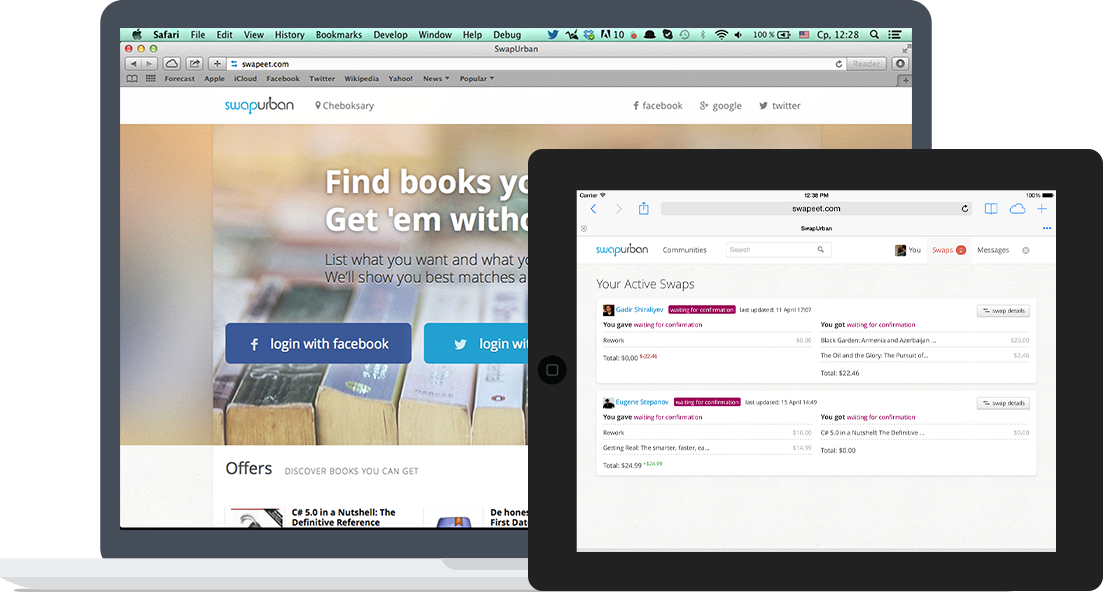 Safari File Edit View History Bookmarks Develop Window Help Debug 10 100 % Ср, 12:28
SwapUrban
swapeet.com Reader
Forecast Apple iCloud Facebook Twitter Wikipedia Yahoo! News Popular
swapurban Cheboksary facebook google twitter
Find books yo
Get 'em witho
List what you want and what yo
We'll show you best matches a
login with facebook login wit
Offers DISCOVER BOOKS YOU CAN GET
C# 5.0 in a Nutshell: The
Definitive Reference
De hones
First Date
Carrier 12:38 PM 100%
swapeet.com
SwapUrban
swapurban Communities Search You Swaps 2 Messages
Your Active Swaps
Gadir Shiraliyev waiting for confirmation last updated: 11 April 17:07 swap details
You gave waiting for confirmation You got waiting for confirmation
Rework $0.00 Black Garden: Armenia and Azerbaijan ... $20.00
Total: $0.00 $-22.46 The Oil and the Glory: The Pursuit of... $2.46
Total: $22.46
Eugene Stepanov waiting for confirmation last updated: 15 April 14:49 swap details
You gave waiting for confirmation You got waiting for confirmation
Rework $10.00 C# 5.0 in a Nutshell: The Definitive ... $0.00
Getting Real: The smarter, faster, ea... $14.99 Total: $0.00
Total: $24.99 +$24.99